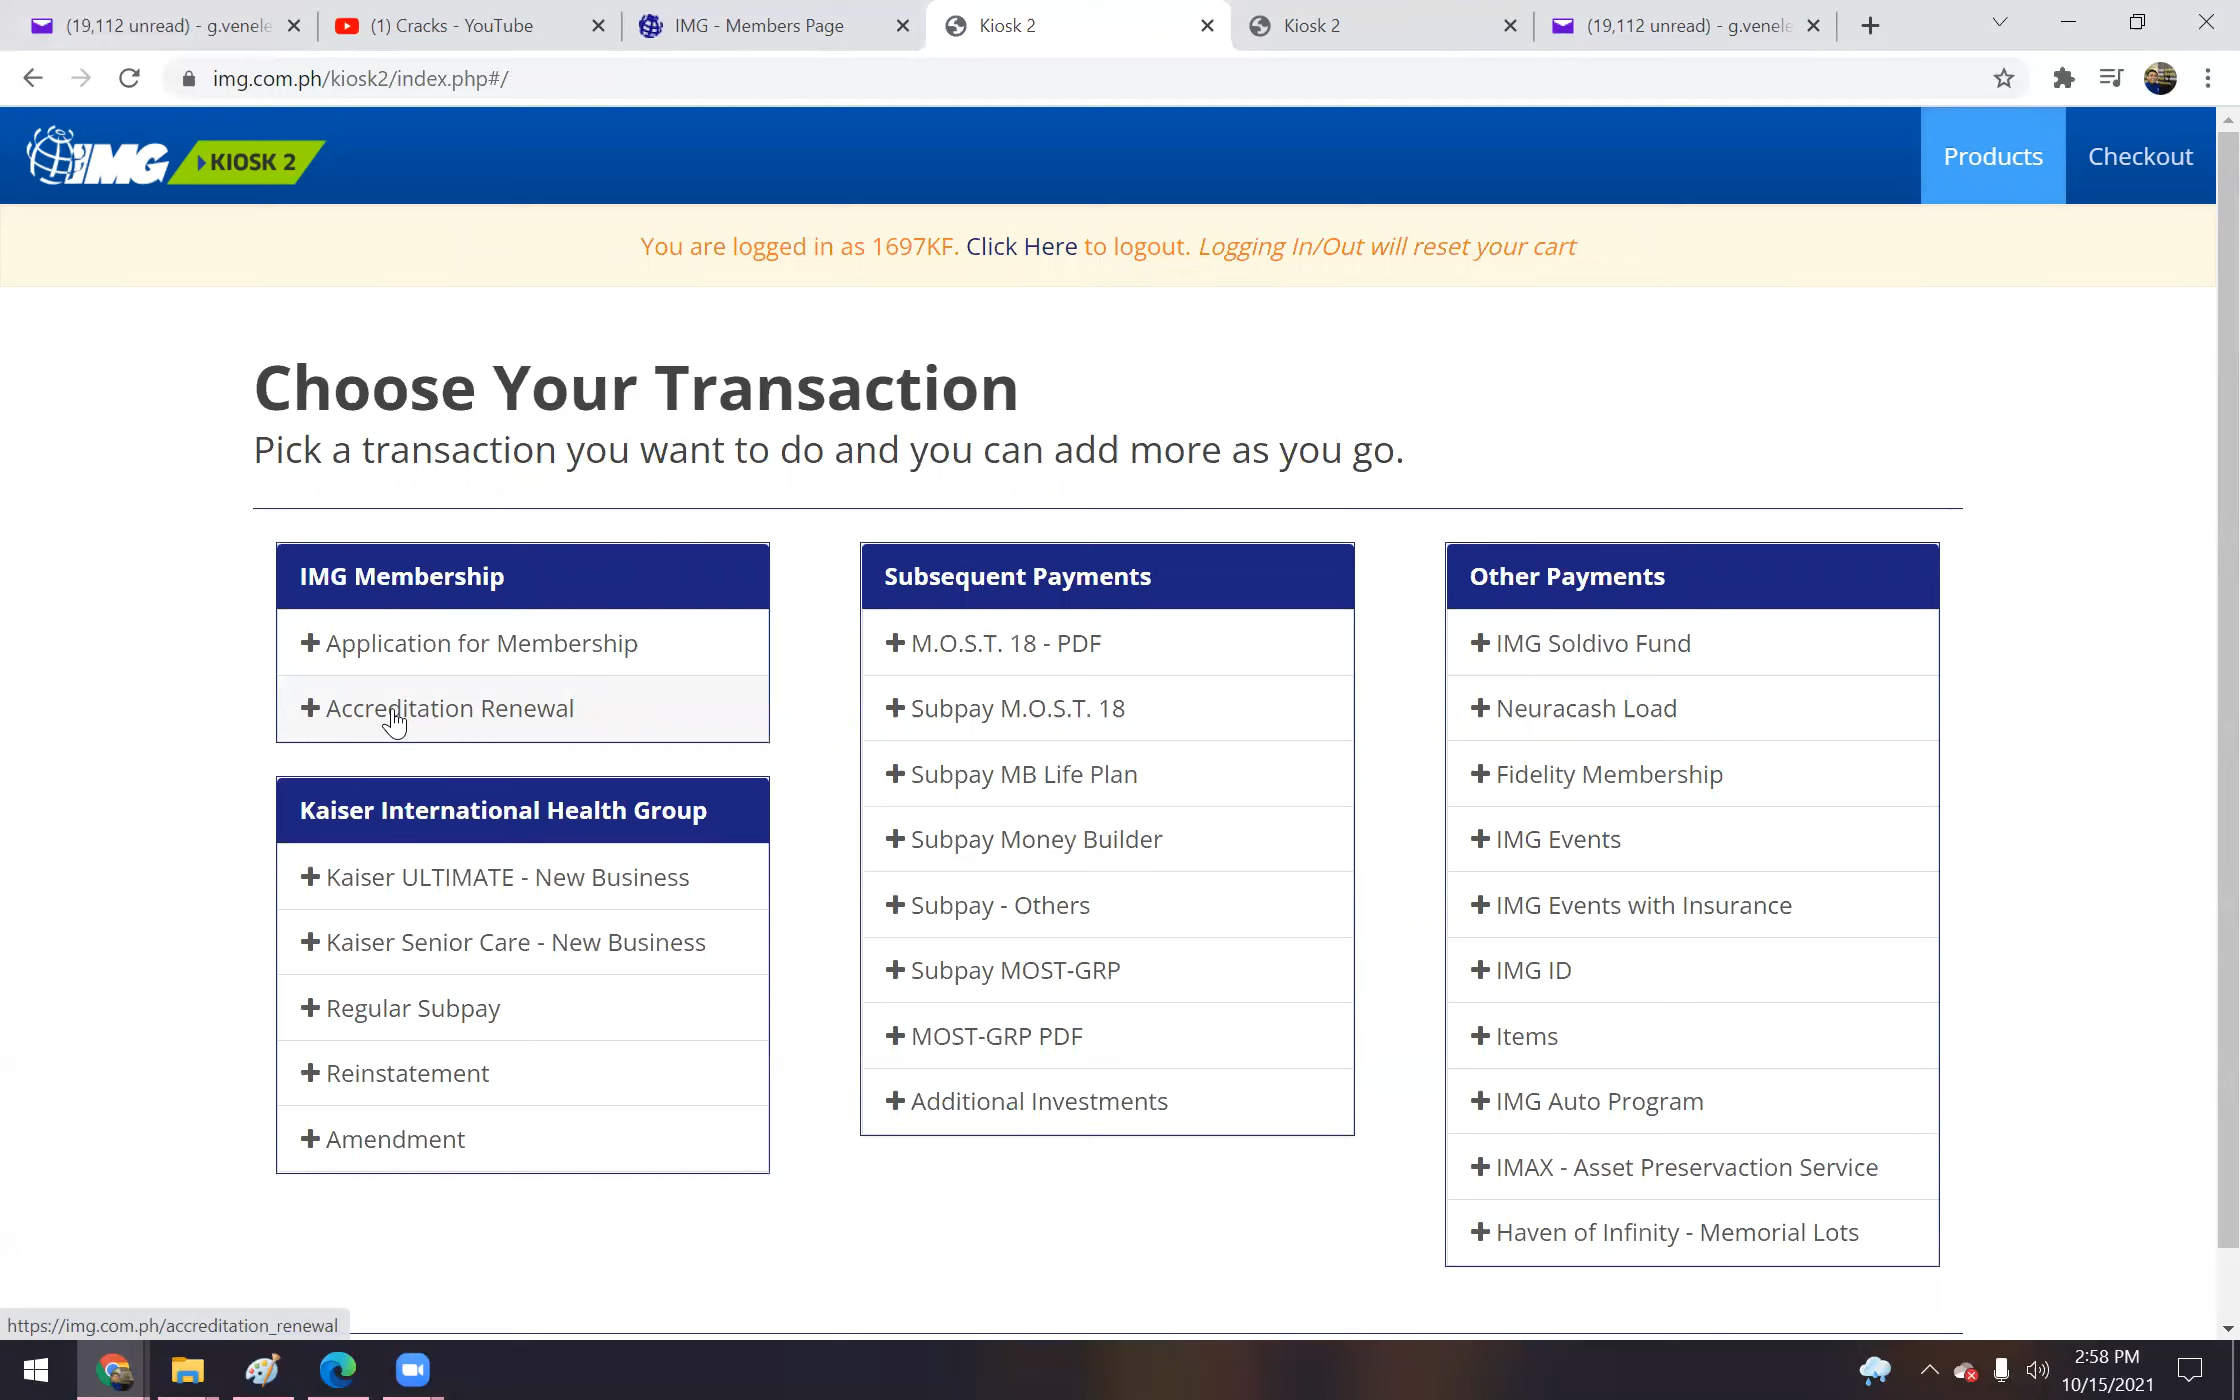 (19,112 unread) - g.venele
(1) Cracks - YouTube
IMG - Members Page
Kiosk 2
Kiosk 2
(19,112 unread) - g.venele
img.com.ph/kiosk2/index.php#/
IMG KIOSK 2
Products
Checkout
You are logged in as 1697KF. Click Here to logout. Logging In/Out will reset your cart
Choose Your Transaction
Pick a transaction you want to do and you can add more as you go.
IMG Membership
+ Application for Membership
+ Accreditation Renewal
Kaiser International Health Group
+ Kaiser ULTIMATE - New Business
+ Kaiser Senior Care - New Business
+ Regular Subpay
+ Reinstatement
+ Amendment
Subsequent Payments
+ M.O.S.T. 18 - PDF
+ Subpay M.O.S.T. 18
+ Subpay MB Life Plan
+ Subpay Money Builder
+ Subpay - Others
+ Subpay MOST-GRP
+ MOST-GRP PDF
+ Additional Investments
Other Payments
+ IMG Soldivo Fund
+ Neuracash Load
+ Fidelity Membership
+ IMG Events
+ IMG Events with Insurance
+ IMG ID
+ Items
+ IMG Auto Program
+ IMAX - Asset Preservaction Service
+ Haven of Infinity - Memorial Lots
https://img.com.ph/accreditation_renewal
2:58 PM
10/15/2021